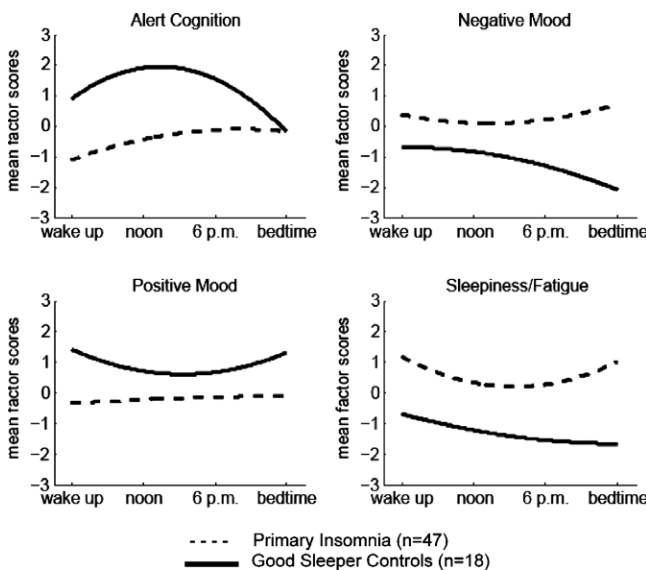 Alert Cognition
mean factor scores
3
2
1
0
−1
−2
−3
wake up noon 6 p.m. bedtime
Negative Mood
mean factor scores
3
2
1
0
−1
−2
−3
wake up noon 6 p.m. bedtime
Positive Mood
mean factor scores
3
2
1
0
−1
−2
−3
wake up noon 6 p.m. bedtime
Sleepiness/Fatigue
mean factor scores
3
2
1
0
−1
−2
−3
wake up noon 6 p.m. bedtime
Primary Insomnia (n=47)
Good Sleeper Controls (n=18)